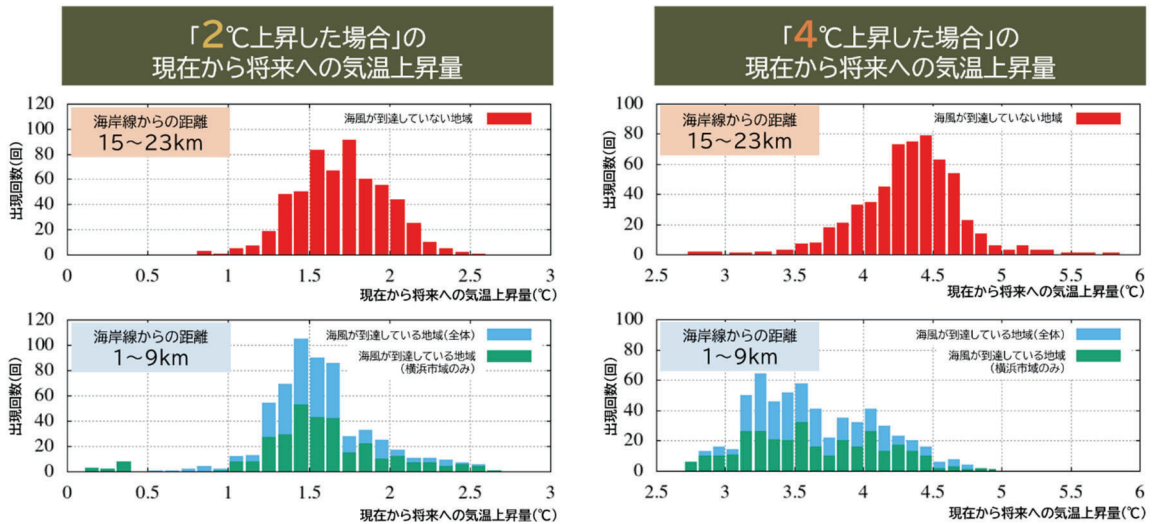 「2℃上昇した場合」の
現在から将来への気温上昇量
120
100
80
60
40
20
0
出現回数(回)
海岸線からの距離
15～23km
海風が到達していない地域
0
0.5
1
1.5
2
2.5
3
現在から将来への気温上昇量(℃)
120
100
80
60
40
20
0
出現回数(回)
海岸線からの距離
1～9km
海風が到達している地域(全体)
海風が到達している地域
(横浜市域のみ)
0
0.5
1
1.5
2
2.5
3
現在から将来への気温上昇量(℃)
「4℃上昇した場合」の
現在から将来への気温上昇量
100
80
60
40
20
0
出現回数(回)
海岸線からの距離
15～23km
海風が到達していない地域
2.5
3
3.5
4
4.5
5
5.5
6
現在から将来への気温上昇量(℃)
100
80
60
40
20
0
出現回数(回)
海岸線からの距離
1～9km
海風が到達している地域(全体)
海風が到達している地域
(横浜市域のみ)
2.5
3
3.5
4
4.5
5
5.5
6
現在から将来への気温上昇量(℃)